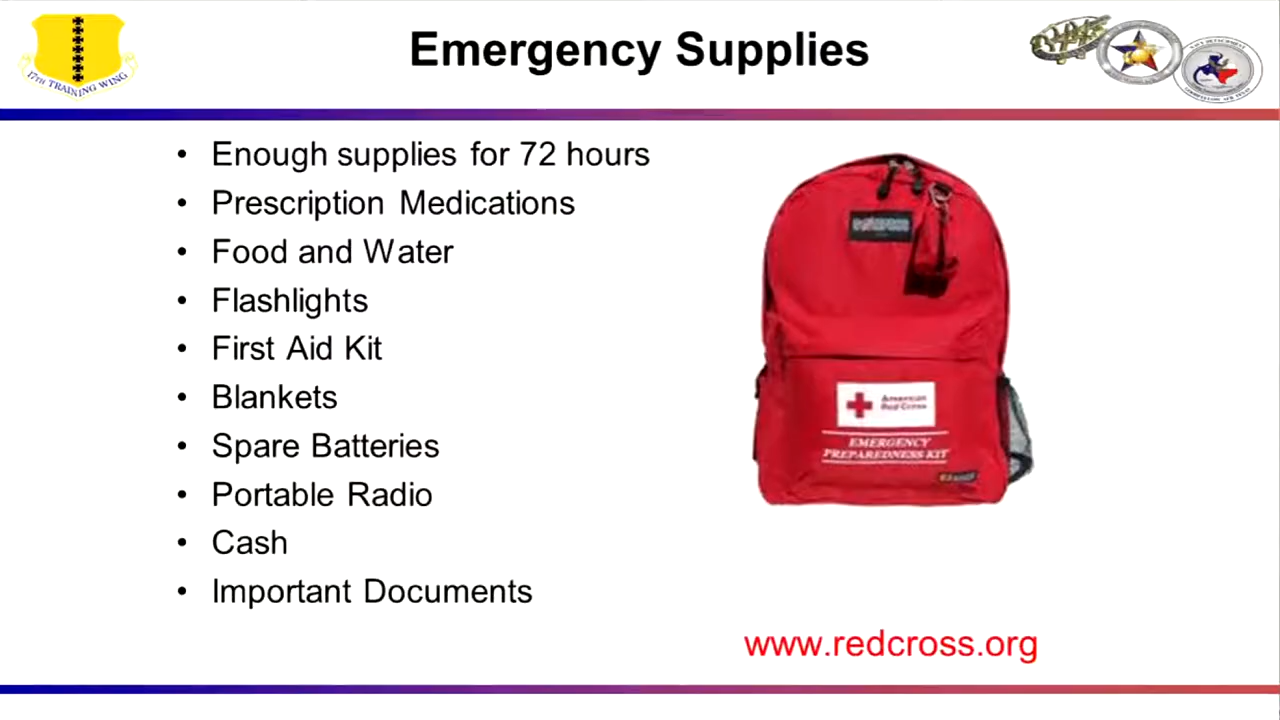 Emergency Supplies
17TH TRAINING WING
• Enough supplies for 72 hours
• Prescription Medications
• Food and Water
• Flashlights
• First Aid Kit
• Blankets
• Spare Batteries
• Portable Radio
• Cash
• Important Documents
American
Red Cross
EMERGENCY
PREPAREDNESS KIT
www.redcross.org